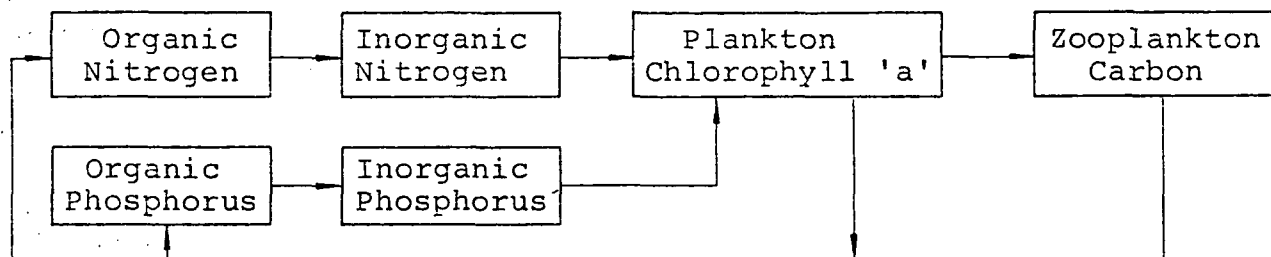 Organic
Nitrogen
Inorganic
Nitrogen
Plankton
Chlorophyll 'a'
Zooplankton
Carbon
Organic
Phosphorus
Inorganic
Phosphorus